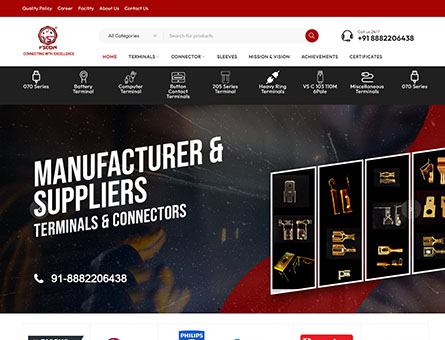 Quality Policy Career Facility About Us Contact Us
CONNECTING WITH EXCELLENCE
All Categories Search for products
Call us 24/7
+91 8882206438
HOME TERMINALS CONNECTOR SLEEVES MISSION & VISION ACHIEVEMENTS CERTIFICATES
070 Series
Battery Terminal
Computer Terminal
Button Contact Terminals
205 Series Terminal
Heavy Ring Terminals
VS C 103 110M 6Pole
Miscellaneous Terminals
070 Series
MANUFACTURER &
SUPPLIERS
TERMINALS & CONNECTORS
91-8882206438
PHILIPS